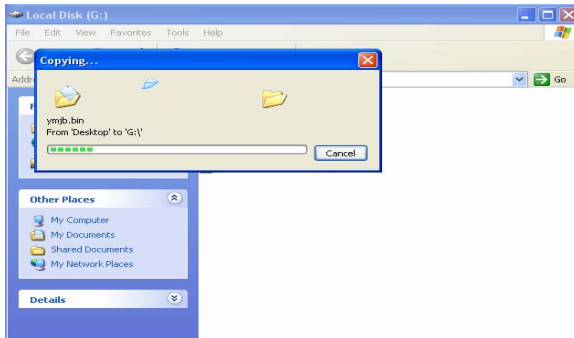 Local Disk (G:)
File Edit View Favorites Tools Help
Copying...
Go
ymjb.bin
From 'Desktop' to 'G:\'
Cancel
Other Places
My Computer
My Documents
Shared Documents
My Network Places
Details